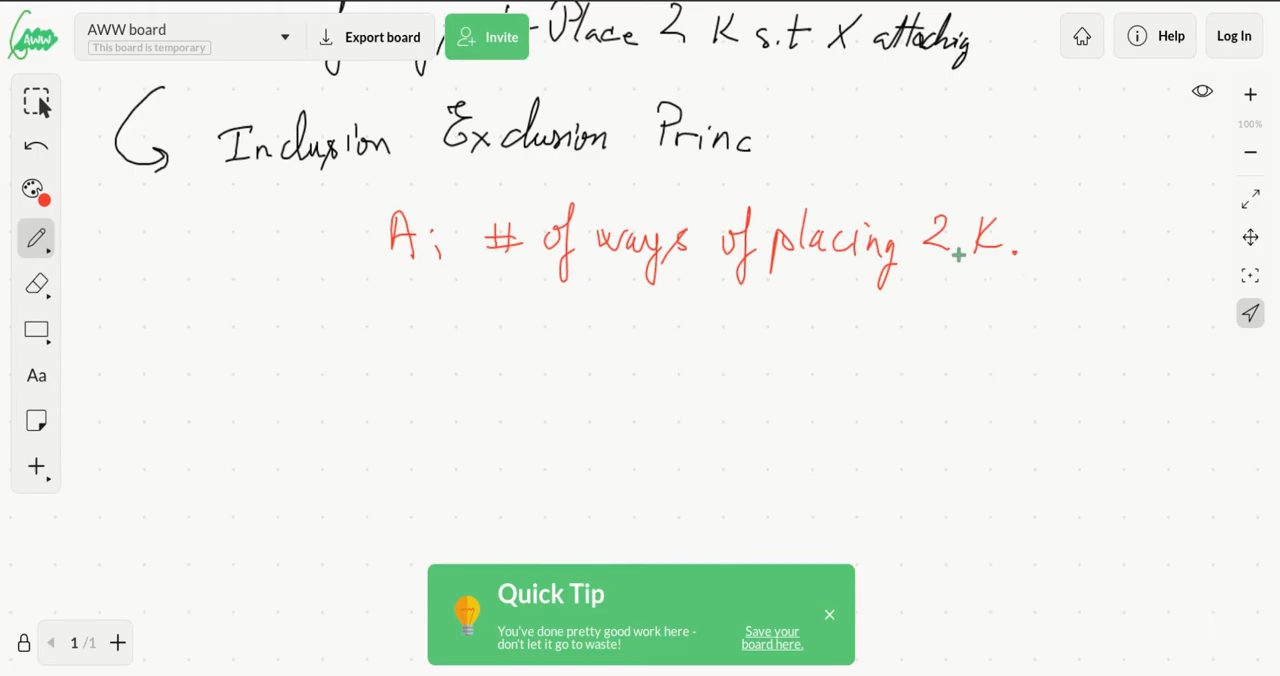 AWW board
This board is temporary
Export board
Invite
Help
Log In
AWW
- Place 2 K s.t X attachig
100%
Inclusion Exclusion Princ
A; # of ways of placing 2 K.
Aa
Quick Tip
You've done pretty good work here -
don't let it go to waste!
Save your
board here.
1 /1